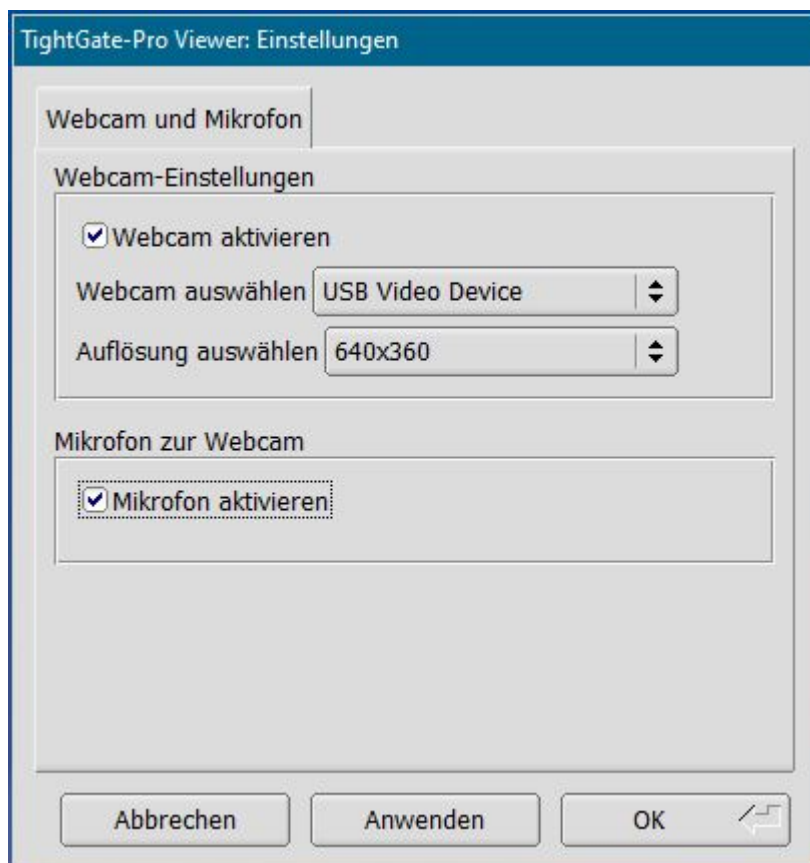 TightGate-Pro Viewer: Einstellungen
Webcam und Mikrofon
Webcam-Einstellungen
Webcam aktivieren
Webcam auswählen USB Video Device
Auflösung auswählen 640x360
Mikrofon zur Webcam
Mikrofon aktivieren
Abbrechen Anwenden OK